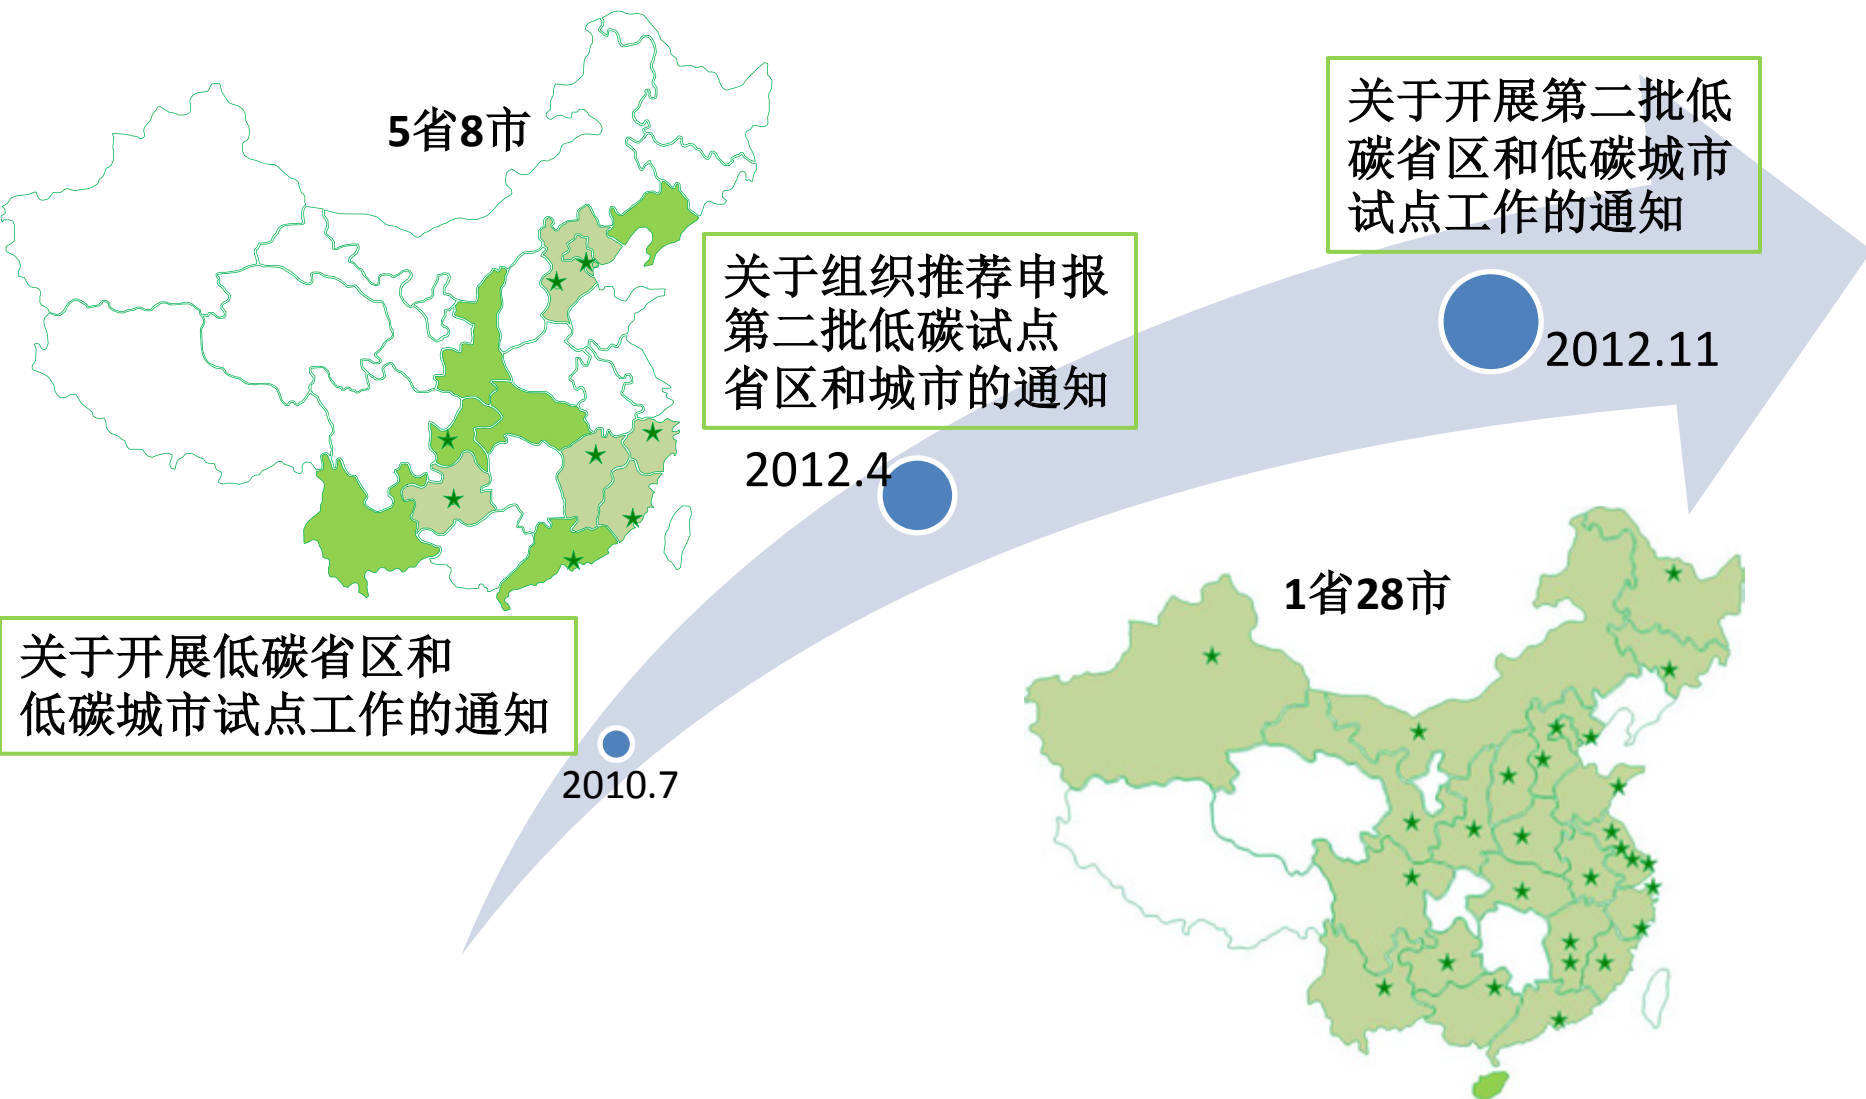 5省8市
关于开展低碳省区和
低碳城市试点工作的通知
2010.7
关于组织推荐申报
第二批低碳试点
省区和城市的通知
2012.4
关于开展第二批低
碳省区和低碳城市
试点工作的通知
2012.11
1省28市